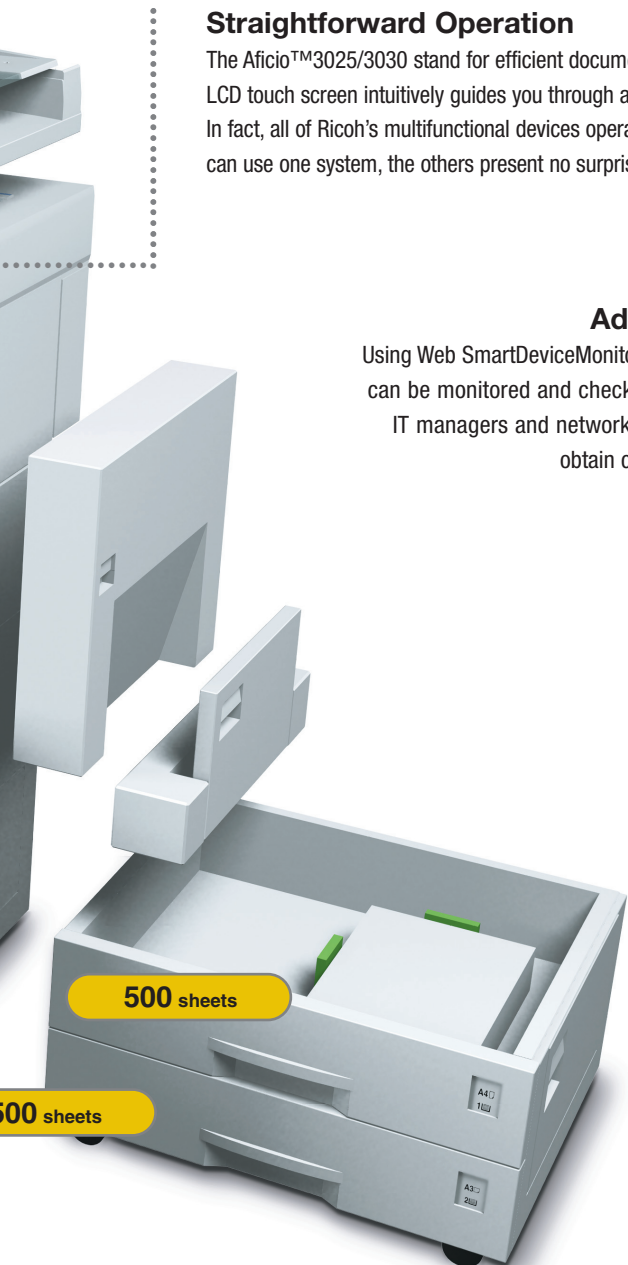 Straightforward Operation
The Aficio™3025/3030 stand for efficient docume
LCD touch screen intuitively guides you through a
In fact, all of Ricoh's multifunctional devices opera
can use one system, the others present no surpris
Ad
Using Web SmartDeviceMonito
can be monitored and check
IT managers and network
obtain
500 sheets
500 sheets
A4
1
A3
2